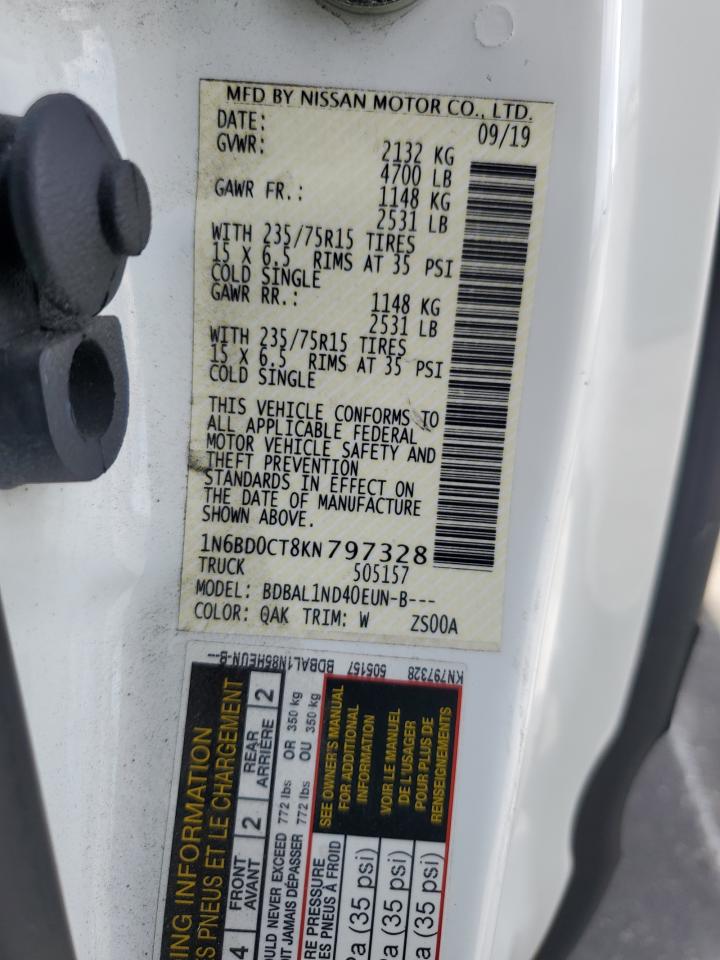 MFD BY NISSAN MOTOR CO., LTD.
DATE: 09/19
GVWR: 2132 KG
4700 LB
GAWR FR.: 1148 KG
2531 LB
WITH 235/75R15 TIRES
15 X 6.5 RIMS AT 35 PSI
COLD SINGLE
GAWR RR.: 1148 KG
2531 LB
WITH 235/75R15 TIRES
15 X 6.5 RIMS AT 35 PSI
COLD SINGLE
THIS VEHICLE CONFORMS TO
ALL APPLICABLE FEDERAL
MOTOR VEHICLE SAFETY AND
THEFT PREVENTION
STANDARDS IN EFFECT ON
THE DATE OF MANUFACTURE
SHOWN ABOVE.
1N6BD0CT8KN797328
TRUCK 505157
MODEL: BDBAL1ND40EUN-B---
COLOR: QAK TRIM: W ZS00A
BDBAL1N85HEUN-B--- 505157 KN797328
ING INFORMATION
S PNEUS ET LE CHARGEMENT
4 FRONT 2 REAR 2
AVANT ARRIÈRE
OULD NEVER EXCEED 772 lbs OR 350 kg
IT JAMAIS DÉPASSER 772 lbs OU 350 kg
RE PRESSURE
ES PNEUS À FROID
SEE OWNER'S MANUAL
FOR ADDITIONAL
INFORMATION
VOIR LE MANUEL
DE L'USAGER
POUR PLUS DE
RENSEIGNEMENTS
Pa (35 psi)
a (35 psi)
a (35 psi)